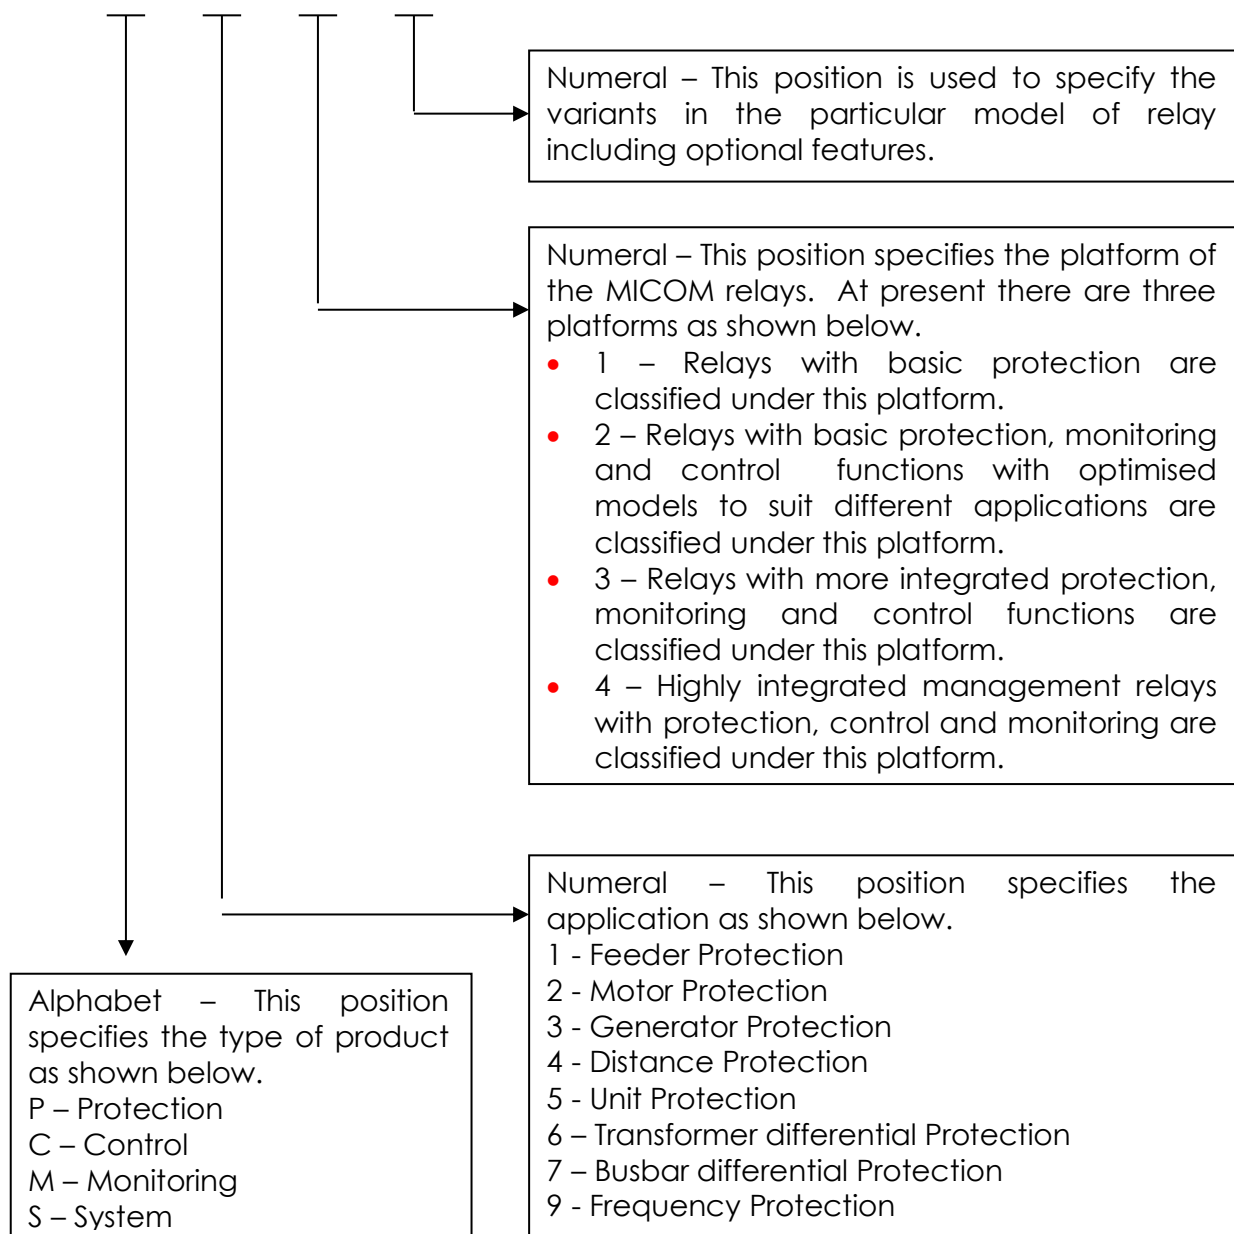 Numeral – This position is used to specify the
variants in the particular model of relay
including optional features.
Numeral – This position specifies the platform of
the MICOM relays. At present there are three
platforms as shown below.
• 1 – Relays with basic protection are
classified under this platform.
• 2 – Relays with basic protection, monitoring
and control functions with optimised
models to suit different applications are
classified under this platform.
• 3 – Relays with more integrated protection,
monitoring and control functions are
classified under this platform.
• 4 – Highly integrated management relays
with protection, control and monitoring are
classified under this platform.
Numeral – This position specifies the
application as shown below.
1 - Feeder Protection
2 - Motor Protection
3 - Generator Protection
4 - Distance Protection
5 - Unit Protection
6 – Transformer differential Protection
7 – Busbar differential Protection
9 - Frequency Protection
Alphabet – This position
specifies the type of product
as shown below.
P – Protection
C – Control
M – Monitoring
S – System